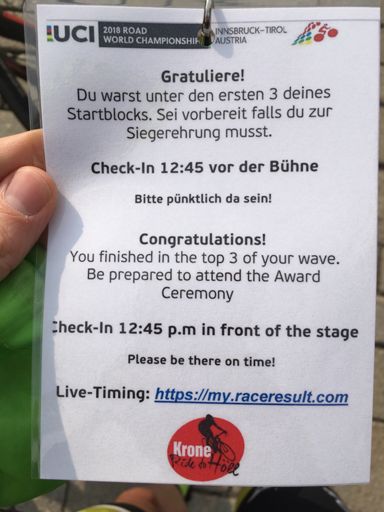 UCI 2018 ROAD WORLD CHAMPIONSHIPS INNSBRUCK-TIROL AUSTRIA
Gratuliere!
Du warst unter den ersten 3 deines
Startblocks. Sei vorbereit falls du zur
Siegerehrung musst.
Check-In 12:45 vor der Bühne
Bitte pünktlich da sein!
Congratulations!
You finished in the top 3 of your wave.
Be prepared to attend the Award
Ceremony
Check-In 12:45 p.m in front of the stage
Please be there on time!
Live-Timing: https://my.raceresult.com
Krone
Ride to Höll